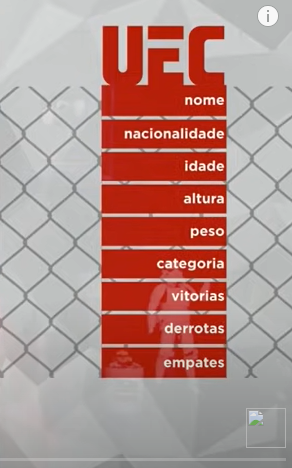 UFC
nome
nacionalidade
idade
altura
peso
categoria
vitorias
derrotas
empates